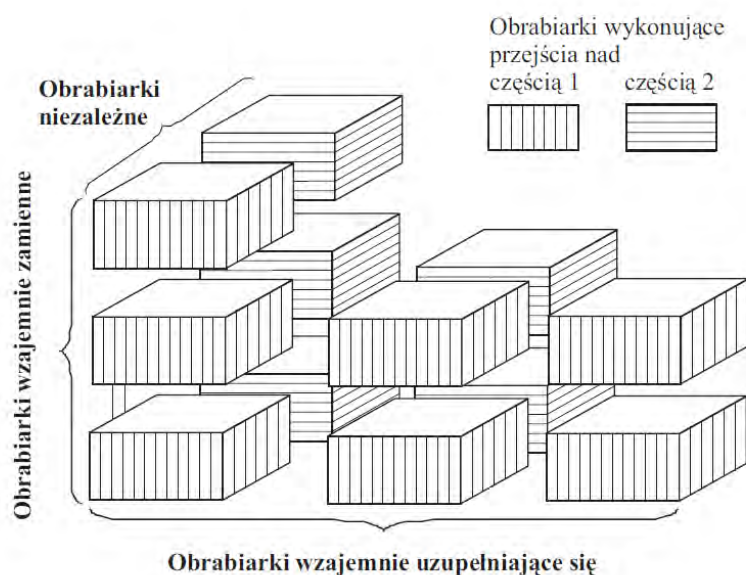 Obrabiarki wykonujące
przejścia nad
częścią 1 częścią 2
Obrabiarki
niezależne
Obrabiarki wzajemnie zamienne
Obrabiarki wzajemnie uzupełniające się